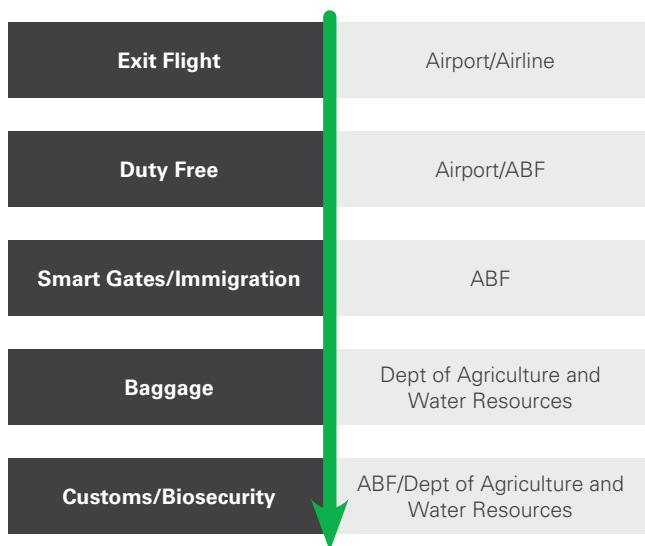 Exit Flight
Airport/Airline
Duty Free
Airport/ABF
Smart Gates/Immigration
ABF
Baggage
Dept of Agriculture and
Water Resources
Customs/Biosecurity
ABF/Dept of Agriculture and
Water Resources